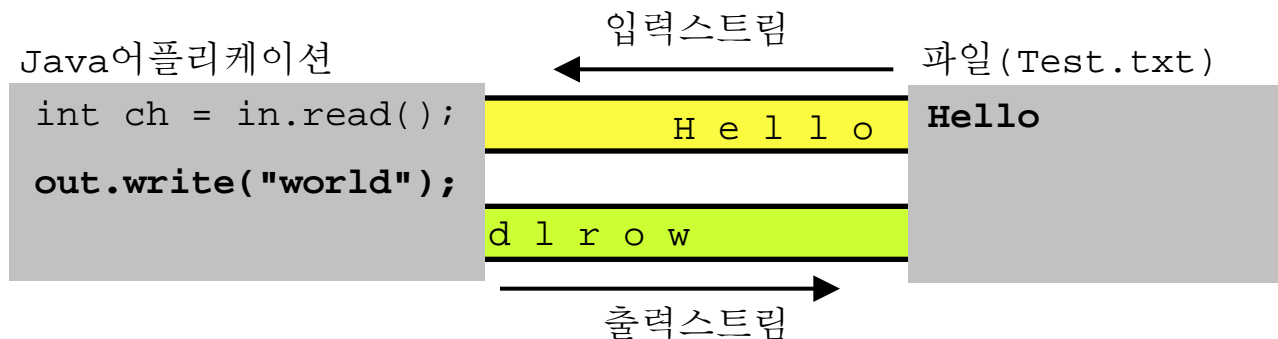 입력스트림
Java어플리케이션
파일(Test.txt)
int ch = in.read();
H e l l o
Hello
out.write("world");
d l r o w
출력스트림